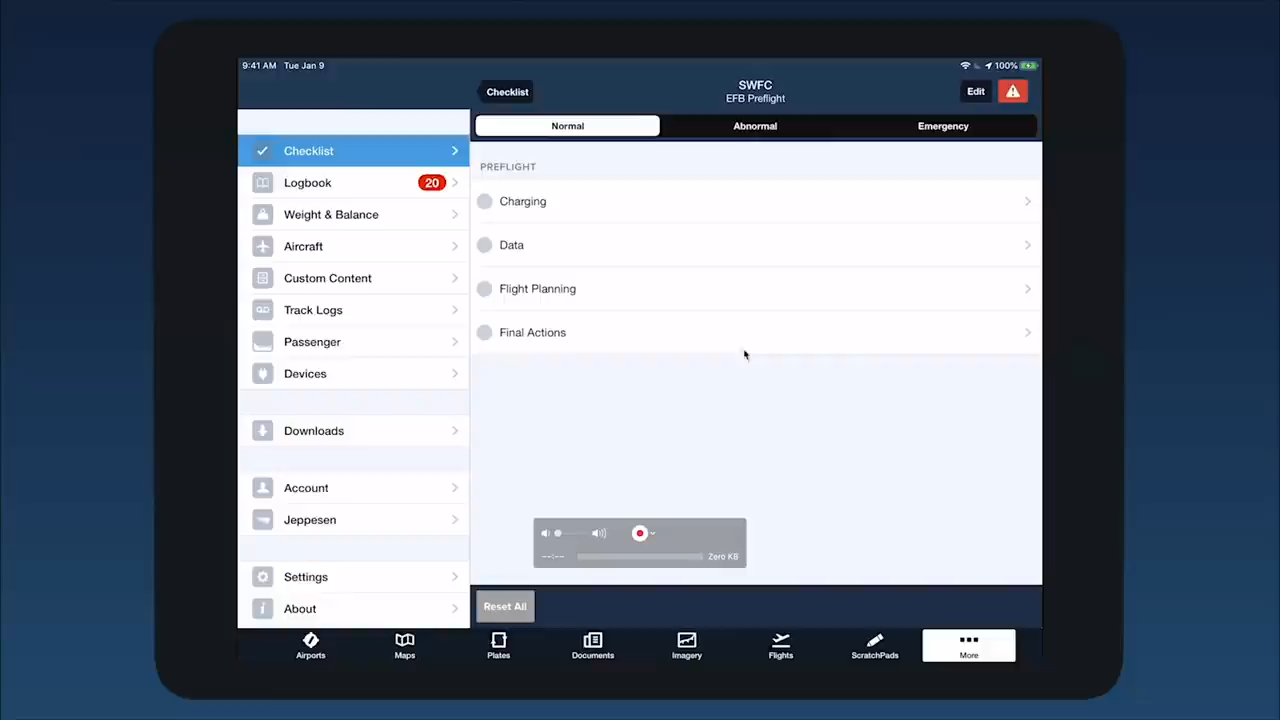 9:41 AM Tue Jan 9
100%
Checklist
SWFC
EFB Preflight
Edit
Normal
Abnormal
Emergency
Checklist
Logbook
20
Weight & Balance
Aircraft
Custom Content
Track Logs
Passenger
Devices
Downloads
Account
Jeppesen
Settings
About
PREFLIGHT
Charging
Data
Flight Planning
Final Actions
--:--
Zero KB
Reset All
Airports
Maps
Plates
Documents
Imagery
Flights
ScratchPads
More